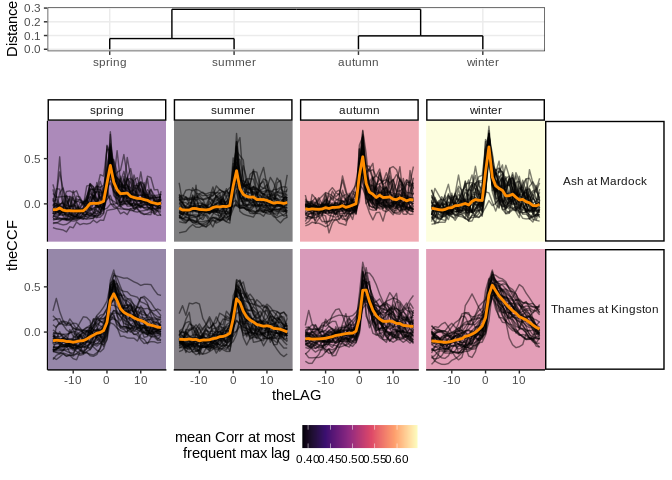 Distance
0.3
0.2
0.1
0.0
spring summer autumn winter
spring summer autumn winter
theCCF
0.5
0.0
Ash at Mardock
0.5
0.0
Thames at Kingston
-10 0 10 -10 0 10 -10 0 10 -10 0 10
theLAG
mean Corr at most
frequent max lag
0.40 0.45 0.50 0.55 0.60